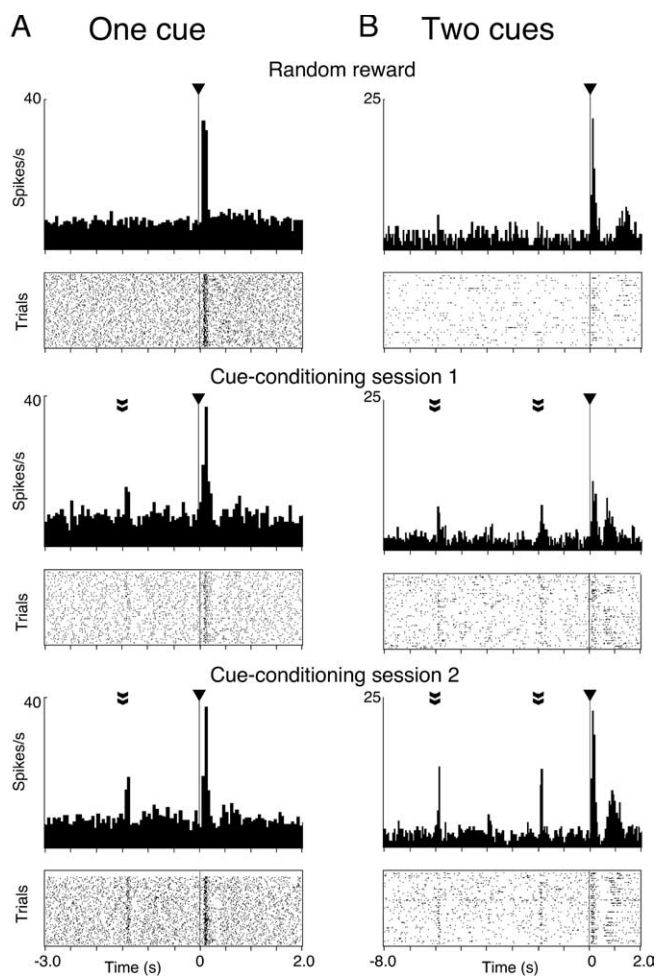 A One cue
B Two cues
Random reward
40
Spikes/s
25
Trials
Cue-conditioning session 1
40
Spikes/s
25
Trials
Cue-conditioning session 2
40
Spikes/s
25
Trials
-3.0 Time (s) 0 2.0
-8.0 Time (s) 0 2.0